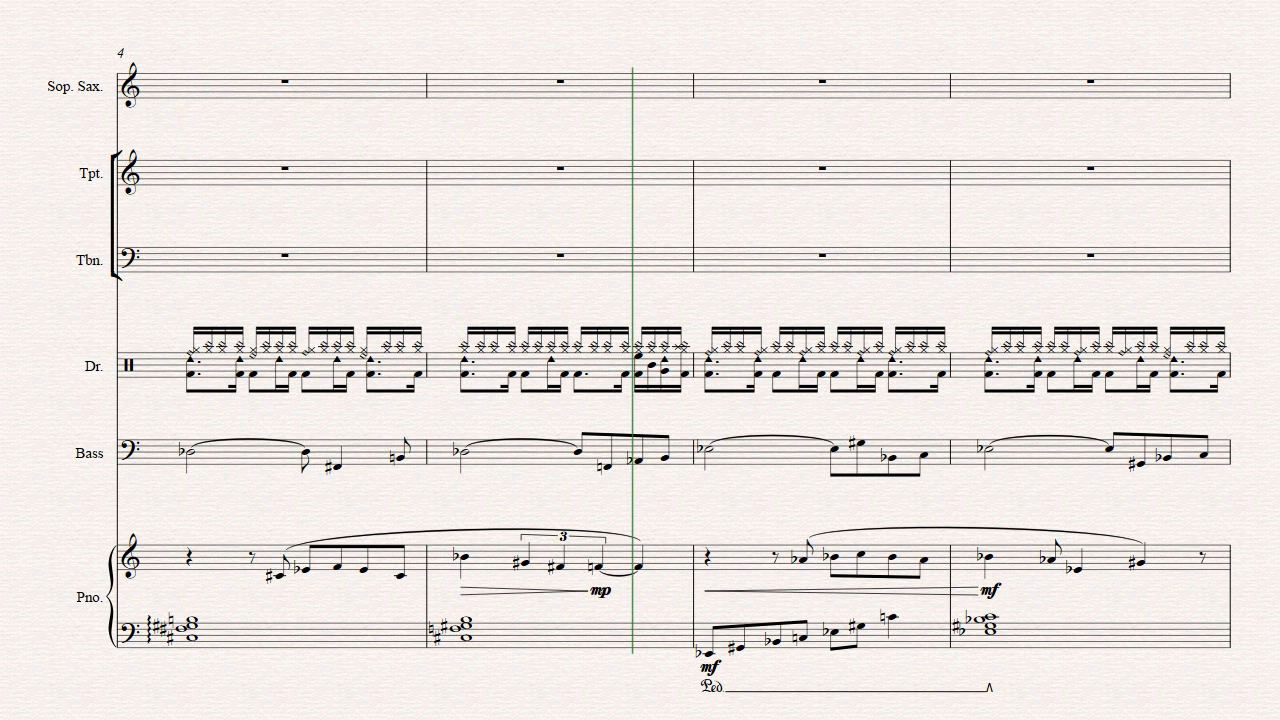 4
Sop. Sax.
Tpt.
Tbn.
Dr.
Bass
3
Pno.
mp
mf
mf
Ped.